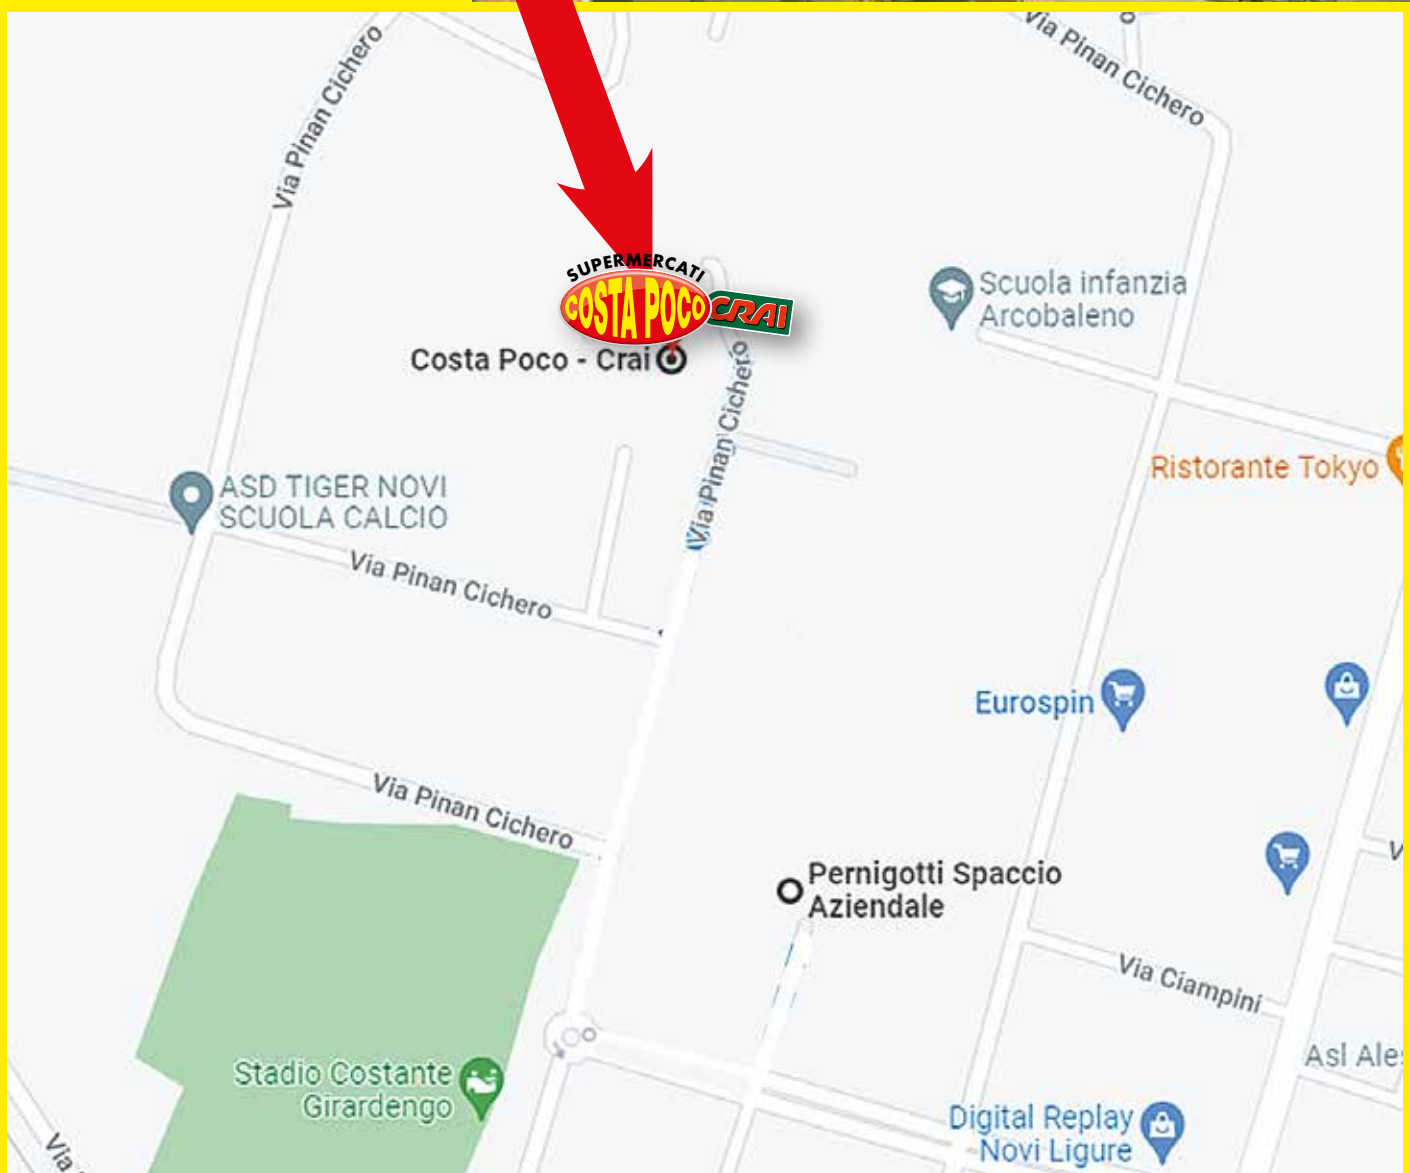 Via Pinan Cichero
Via Pinan Cichero
SUPERMERCATI
COSTA POCO
CRAI
Costa Poco - Crai
Via Pinan Cichero
Scuola infanzia
Arcobaleno
Ristorante Tokyo
ASD TIGER NOVI
SCUOLA CALCIO
Via Pinan Cichero
Eurospin
Via Pinan Cichero
Pernigotti Spaccio
Aziendale
V
Via Ciampini
Asl Ale
Stadio Costante
Girardengo
Digital Replay
Novi Ligure
Via